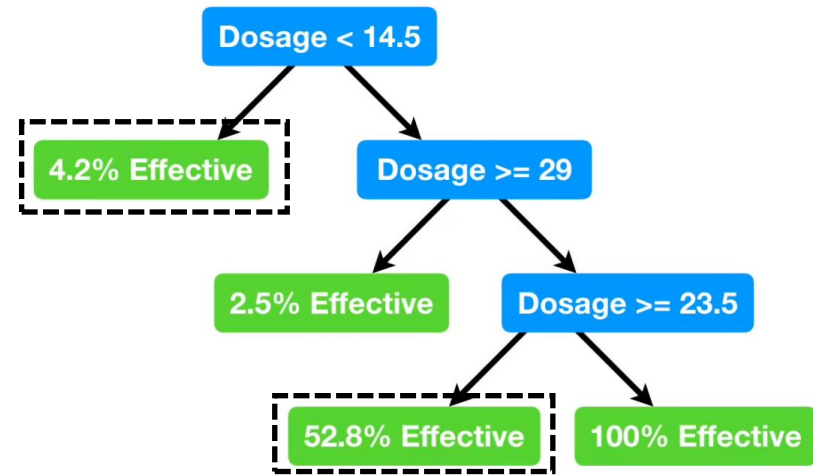 Dosage < 14.5
4.2% Effective
Dosage >= 29
2.5% Effective
Dosage >= 23.5
52.8% Effective
100% Effective